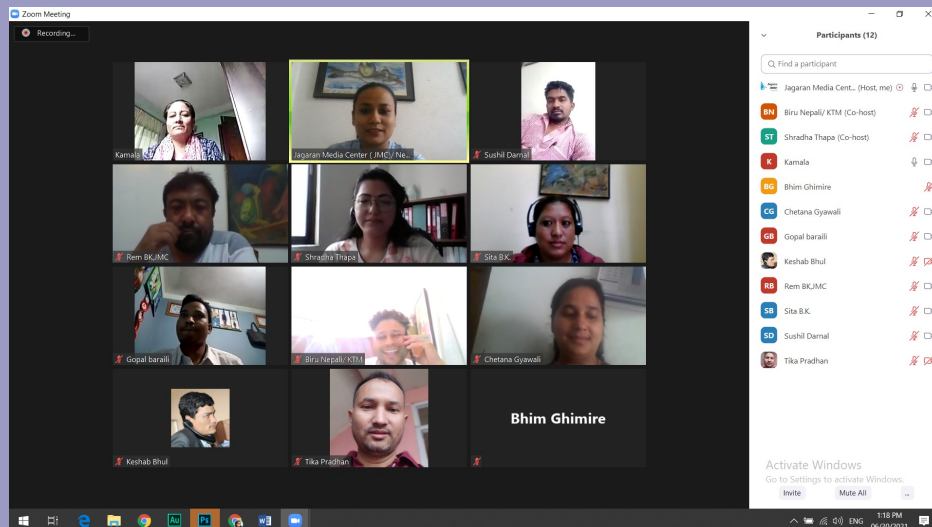 Zoom Meeting
Recording...
Kamala
Jagaran Media Center ( JMC)/ Ne...
Sushil Darnal
Rem BK,JMC
Shradha Thapa
Sita B.K.
Gopal baraili
Biru Nepali/ KTM
Chetana Gyawali
Keshab Bhul
Tika Pradhan
Bhim Ghimire
Participants (12)
Find a participant
Jagaran Media Cent... (Host, me)
BN Biru Nepali/ KTM (Co-host)
ST Shradha Thapa (Co-host)
K Kamala
BG Bhim Ghimire
CG Chetana Gyawali
GB Gopal baraili
Keshab Bhul
RB Rem BK,JMC
SB Sita B.K.
SD Sushil Darnal
Tika Pradhan
Activate Windows
Go to Settings to activate Windows.
Invite Mute All ...
Au Ps
ENG
1:18 PM
06/20/2021